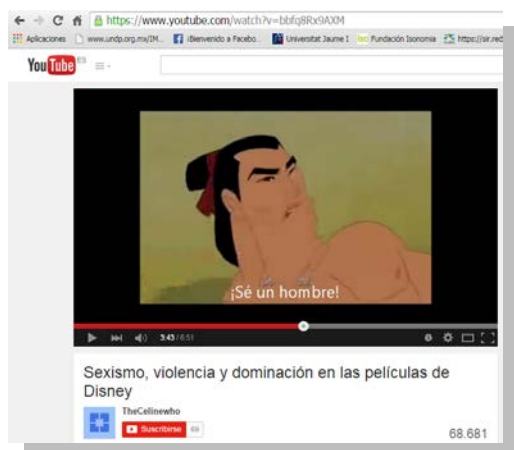 https://www.youtube.com/watch?v=bbfq8Rx9AXM
Aplicaciones www.undp.org.mx/IM... ¡Bienvenido a Facebo... Universitat Jaume I Fundación Isonomia https://sir.red
YouTube ES
¡Sé un hombre!
3:43 / 6:51
Sexismo, violencia y dominación en las películas de
Disney
TheCelinewho
Suscribirse 69
68.681